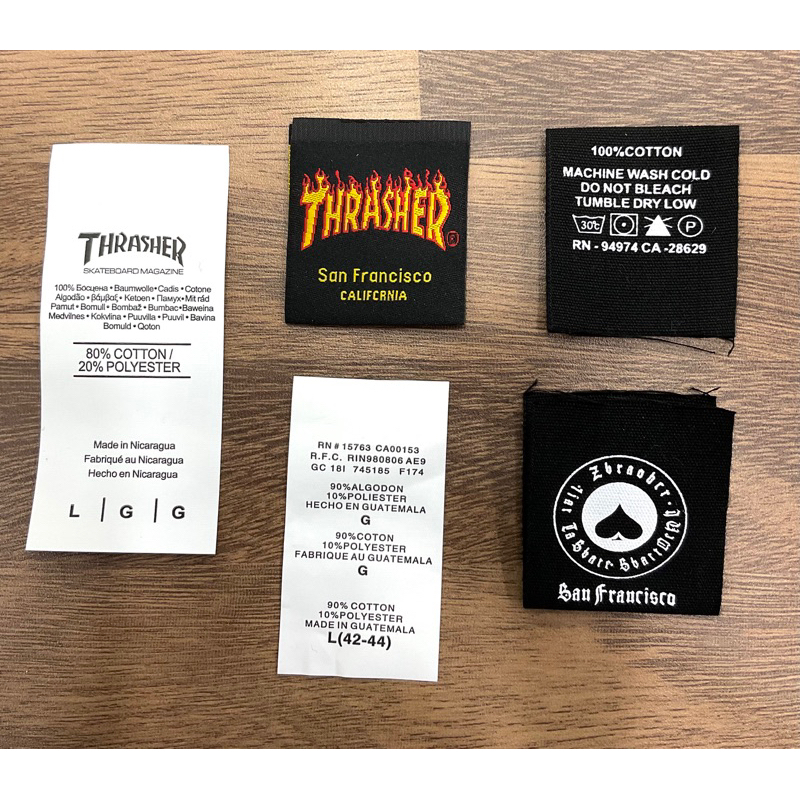 THRASHER
SKATEBOARD MAGAZINE
100% Босцена • Baumwolle • Cadis • Cotone
Algodão • βάμβαξ • Ketoen • Памух • Mit rád
Pamut • Bomull • Bombaž • Bumbac • Baweina
Medvilnes • Kokvlina • Puuvilla • Puuvil • Bavina
Bomuld • Qoton
80% COTTON /
20% POLYESTER
Made in Nicaragua
Fabriqué au Nicaragua
Hecho en Nicaragua
L | G | G
THRASHER
San Francisco
CALIFCRNIA
100%COTTON
MACHINE WASH COLD
DO NOT BLEACH
TUMBLE DRY LOW
30℃ P
RN - 94974 CA -28629
RN # 15763 CA00153
R.F.C. RIN980806 AE9
GC 18I 745185 F174
90%ALGODON
10%POLIESTER
HECHO EN GUATEMALA
G
90%COTON
10%POLYESTER
FABRIQUE AU GUATEMALA
G
90% COTTON
10%POLYESTER
MADE IN GUATEMALA
L(42-44)
San Francisco